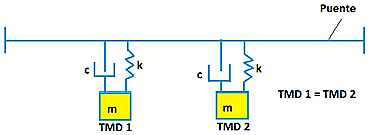 Puente
c
k
c
k
m
m
TMD 1 = TMD 2
TMD 1
TMD 2